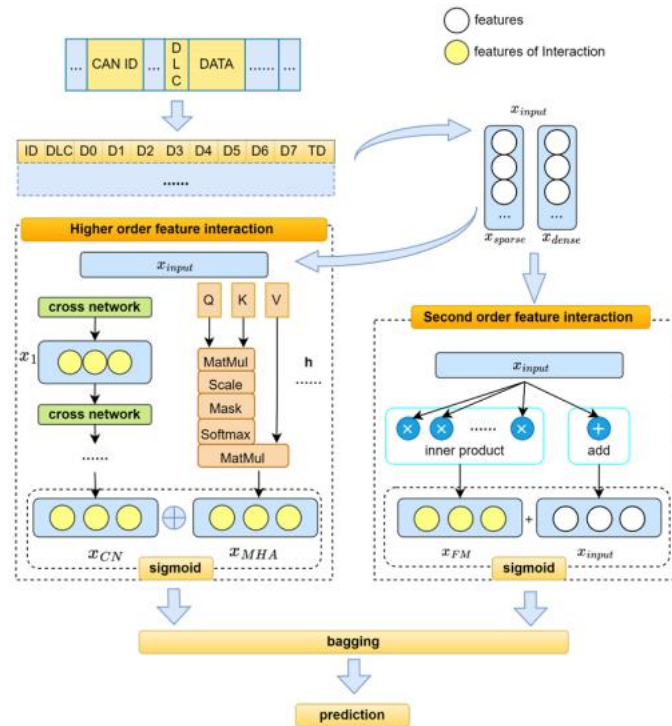 features
features of Interaction
... CAN ID ... DLC DATA ...... ...
ID DLC D0 D1 D2 D3 D4 D5 D6 D7 TD
......
x_input
... ...
x_sparse x_dense
Higher order feature interaction
x_input
Q K V
cross network
x_1
cross network
......
MatMul
Scale
Mask
Softmax
MatMul
h
......
x_CN ⊕ x_MHA
sigmoid
Second order feature interaction
x_input
× × ...... × +
inner product add
x_FM + x_input
sigmoid
bagging
prediction